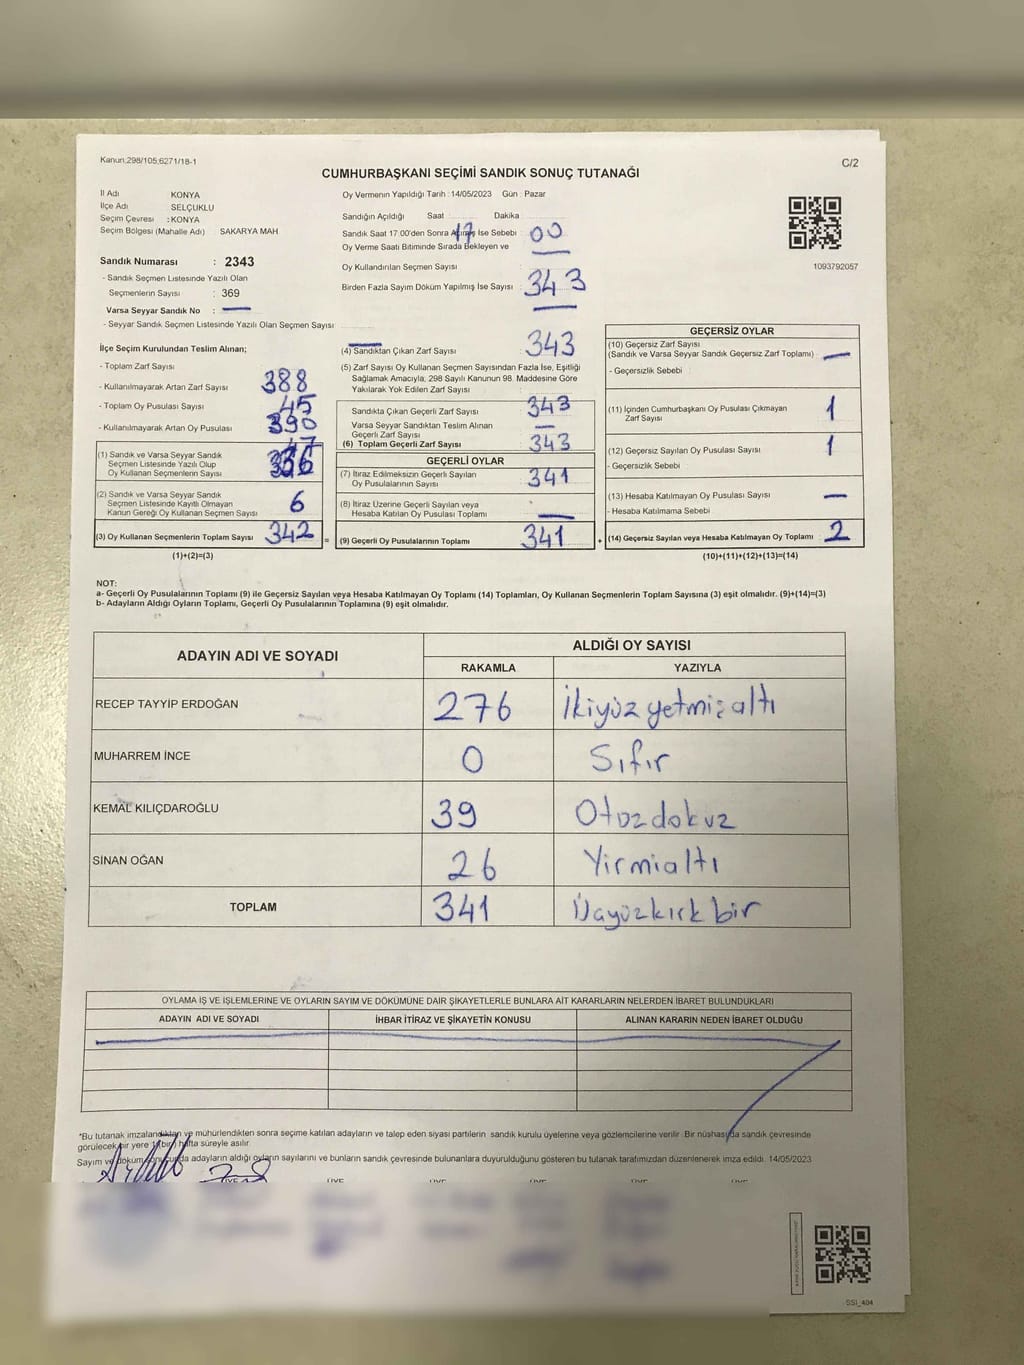 Kanun,298/105;6271/18-1
C/2
CUMHURBAŞKANI SEÇİMİ SANDIK SONUÇ TUTANAĞI
İl Adı KONYA
İlçe Adı SELÇUKLU
Seçim Çevresi : KONYA
Seçim Bölgesi (Mahalle Adı) SAKARYA MAH
Sandık Numarası : 2343
- Sandık Seçmen Listesinde Yazılı Olan
Seçmenlerin Sayısı : 369
Varsa Seyyar Sandık No :
- Seyyar Sandık Seçmen Listesinde Yazılı Olan Seçmen Sayısı
Oy Vermenin Yapıldığı Tarih : 14/05/2023 Gün : Pazar
Sandığın Açıldığı Saat Dakika
Sandık Saat 17:00'den Sonra Açılmış İse Sebebi : 17 00
Oy Verme Saati Bitiminde Sırada Bekleyen ve
Oy Kullandırılan Seçmen Sayısı
Birden Fazla Sayım Döküm Yapılmış İse Sayısı : 343
1093792057
İlçe Seçim Kurulundan Teslim Alınan;
- Toplam Zarf Sayısı 388
- Kullanılmayarak Artan Zarf Sayısı 45
- Toplam Oy Pusulası Sayısı 390
- Kullanılmayarak Artan Oy Pusulası 47
(1) Sandık ve Varsa Seyyar Sandık
Seçmen Listesinde Yazılı Olup
Oy Kullanan Seçmenlerin Sayısı
(2) Sandık ve Varsa Seyyar Sandık
Seçmen Listesinde Kayıtlı Olmayan
Kanun Gereği Oy Kullanan Seçmen Sayısı 6
(3) Oy Kullanan Seçmenlerin Toplam Sayısı 342 =
(1)+(2)=(3)
(4) Sandıktan Çıkan Zarf Sayısı : 343
(5) Zarf Sayısı Oy Kullanan Seçmen Sayısından Fazla İse, Eşitliği
Sağlamak Amacıyla, 298 Sayılı Kanunun 98. Maddesine Göre
Yakılarak Yok Edilen Zarf Sayısı
Sandıkta Çıkan Geçerli Zarf Sayısı 343
Varsa Seyyar Sandıktan Teslim Alınan
Geçerli Zarf Sayısı
(6) Toplam Geçerli Zarf Sayısı 343
GEÇERLİ OYLAR
(7) İtiraz Edilmeksizin Geçerli Sayılan
Oy Pusulalarının Sayısı 341
(8) İtiraz Üzerine Geçerli Sayılan veya
Hesaba Katılan Oy Pusulası Toplamı
(9) Geçerli Oy Pusulalarının Toplamı 341 +
GEÇERSİZ OYLAR
(10) Geçersiz Zarf Sayısı
(Sandık ve Varsa Seyyar Sandık Geçersiz Zarf Toplamı)
- Geçersizlik Sebebi
(11) İçinden Cumhurbaşkanı Oy Pusulası Çıkmayan
Zarf Sayısı 1
(12) Geçersiz Sayılan Oy Pusulası Sayısı 1
- Geçersizlik Sebebi
(13) Hesaba Katılmayan Oy Pusulası Sayısı
- Hesaba Katılmama Sebebi
(14) Geçersiz Sayılan veya Hesaba Katılmayan Oy Toplamı 2
(10)+(11)+(12)+(13)=(14)
NOT:
a- Geçerli Oy Pusulalarının Toplamı (9) ile Geçersiz Sayılan veya Hesaba Katılmayan Oy Toplamı (14) Toplamları, Oy Kullanan Seçmenlerin Toplam Sayısına (3) eşit olmalıdır. (9)+(14)=(3)
b- Adayların Aldığı Oyların Toplamı, Geçerli Oy Pusulalarının Toplamına (9) eşit olmalıdır.
ADAYIN ADI VE SOYADI ALDIĞI OY SAYISI
RAKAMLA YAZIYLA
RECEP TAYYİP ERDOĞAN 276 İkiyüzyetmişaltı
MUHARREM İNCE 0 Sıfır
KEMAL KILIÇDAROĞLU 39 Otuzdokuz
SİNAN OĞAN 26 Yirmialtı
TOPLAM 341 Üçyüzkırkbir
OYLAMA İŞ VE İŞLEMLERİNE VE OYLARIN SAYIM VE DÖKÜMÜNE DAİR ŞİKAYETLERLE BUNLARA AİT KARARLARIN NELERDEN İBARET BULUNDUKLARI
ADAYIN ADI VE SOYADI İHBAR İTİRAZ VE ŞİKAYETİN KONUSU ALINAN KARARIN NEDEN İBARET OLDUĞU
*Bu tutanak imzalandıktan ve mühürlendikten sonra seçime katılan adayların ve talep eden siyasi partilerin sandık kurulu üyelerine veya gözlemcilerine verilir. Bir nüshası da sandık çevresinde
görülecek bir yere 1(bir) hafta süreyle asılır.
Sayım ve döküm sonucunda adayların aldığı oyların sayılarını ve bunların sandık çevresinde bulunanlara duyurulduğunu gösteren bu tutanak tarafımızdan düzenlenerek imza edildi. 14/05/2023
SSI_404